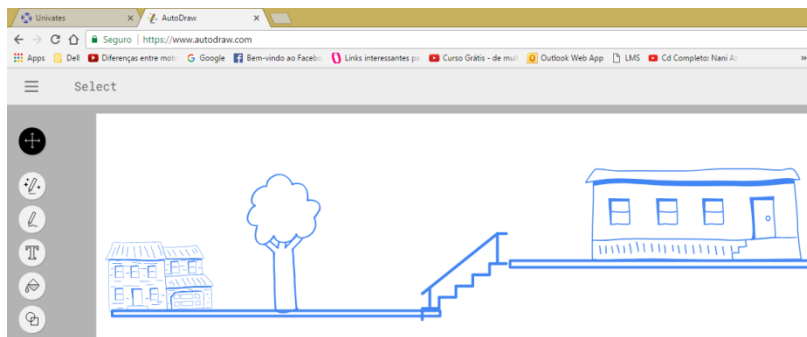 Univates
AutoDraw
Seguro | https://www.autodraw.com
Apps Dell Diferenças entre moto Google Bem-vindo ao Facebo Links interessantes pa Curso Grátis - de mult Outlook Web App LMS Cd Completo: Nani A
Select
T